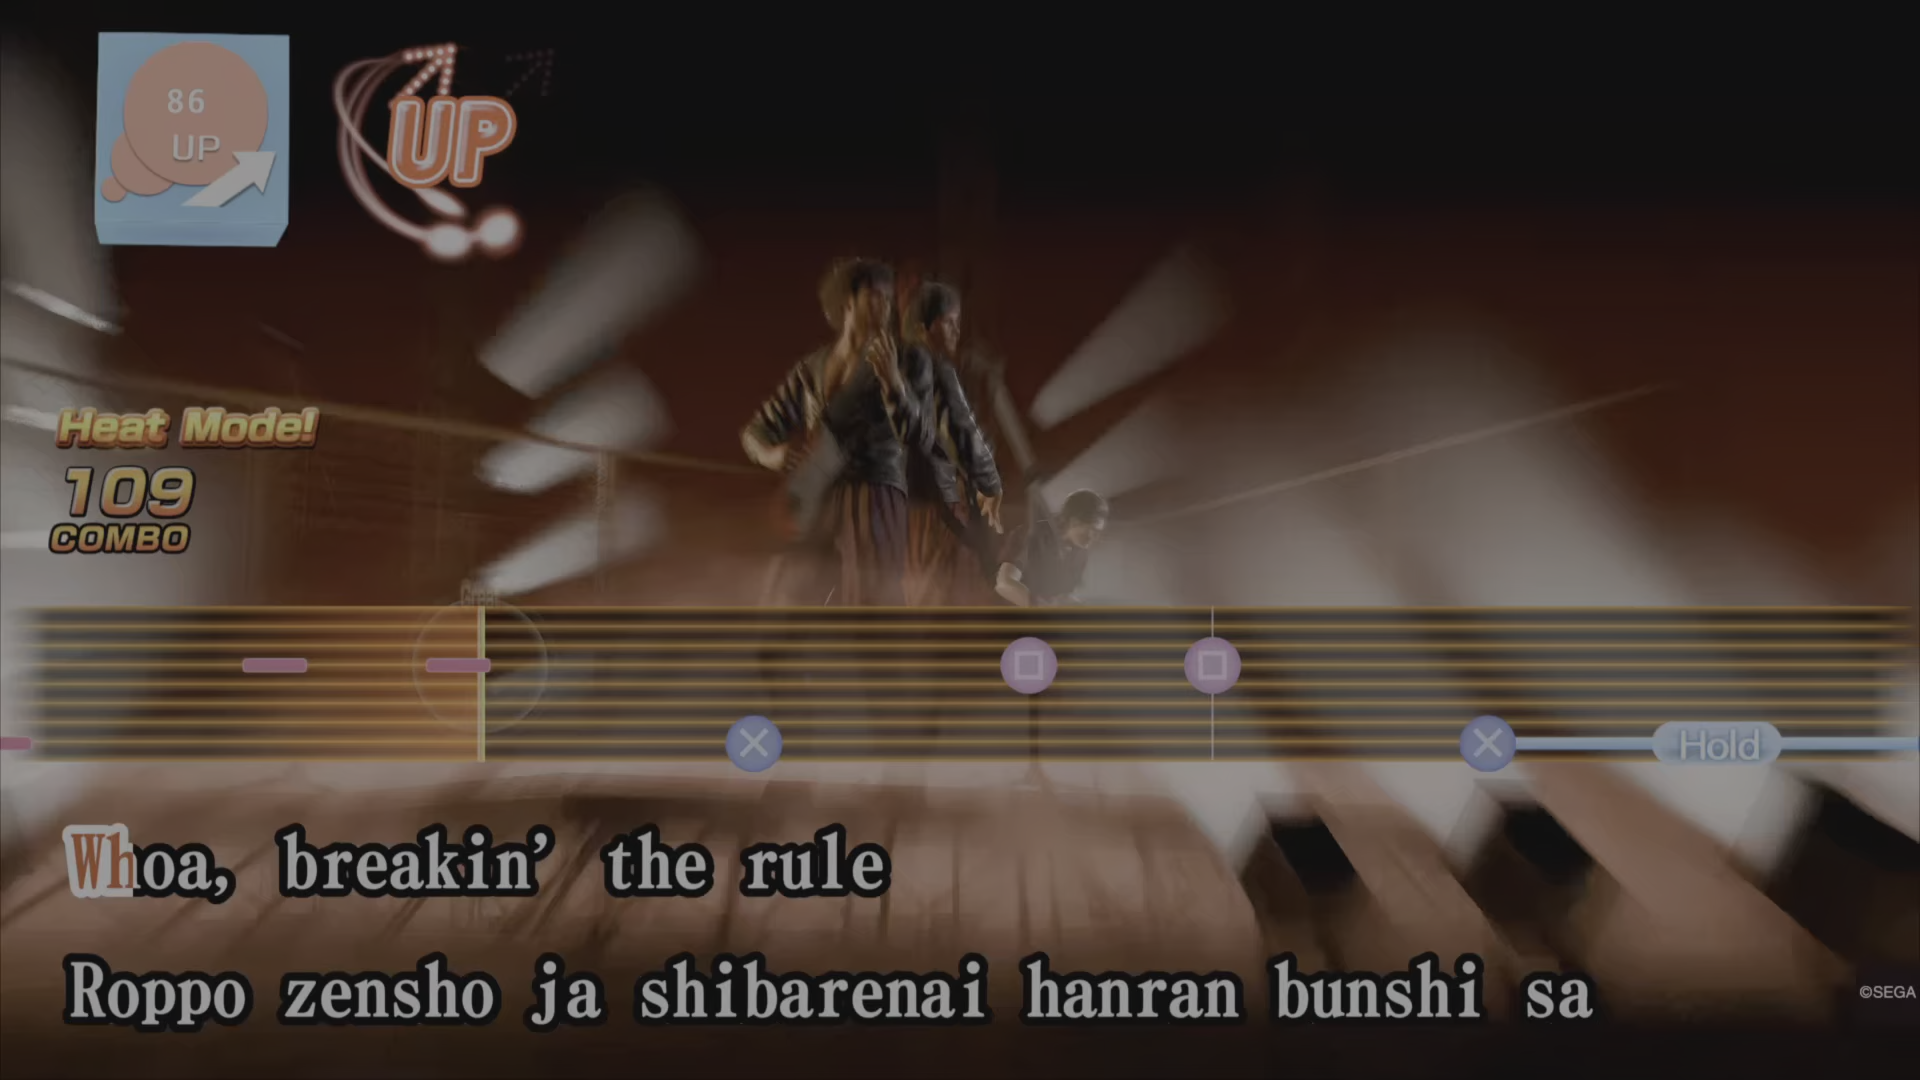 86
UP
UP
Heat Mode!
109
COMBO
Hold
Whoa, breakin’ the rule
Roppo zensho ja shibarenai hanran bunshi sa
©SEGA